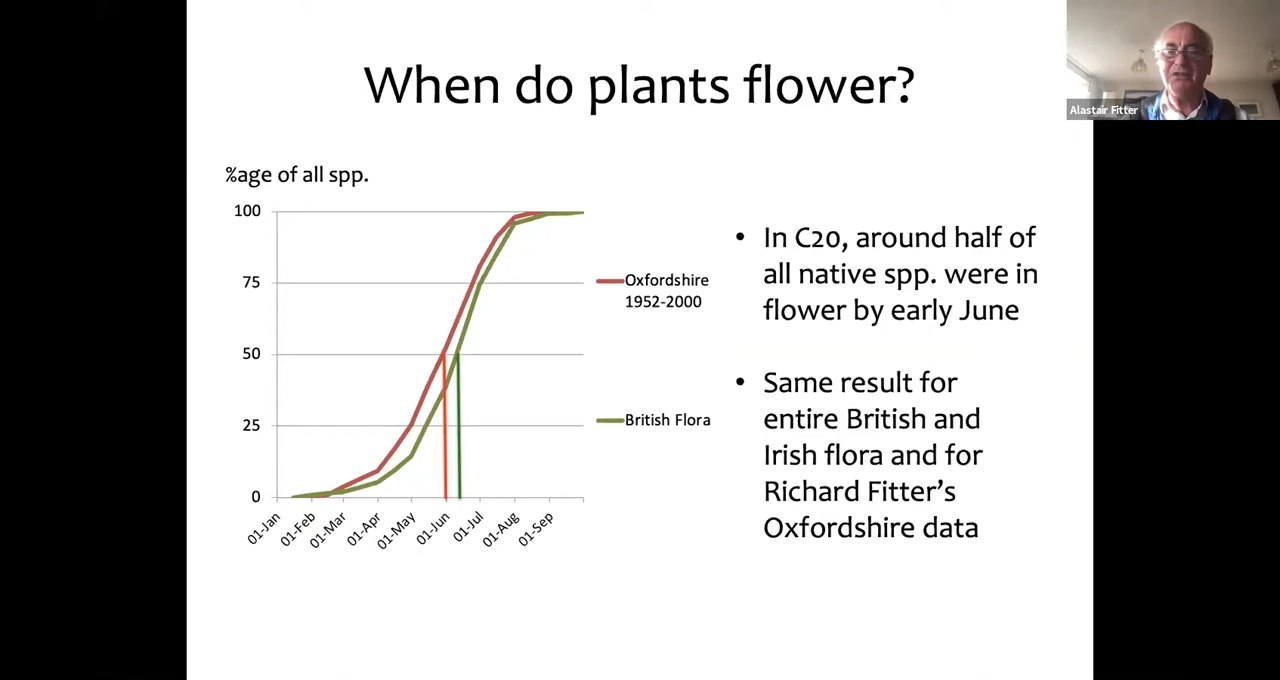 When do plants flower?
Alastair Fitter
%age of all spp.
100
75
50
25
0
01-Jan
01-Feb
01-Mar
01-Apr
01-May
01-Jun
01-Jul
01-Aug
01-Sep
Oxfordshire
1952-2000
British Flora
• In C20, around half of
all native spp. were in
flower by early June
• Same result for
entire British and
Irish flora and for
Richard Fitter's
Oxfordshire data